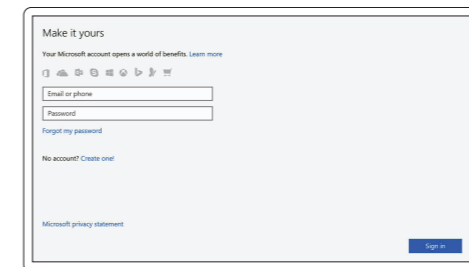 Make it yours
Your Microsoft account opens a world of benefits. Learn more
Email or phone
Password
Forgot my password
No account? Create one!
Microsoft privacy statement
Sign in